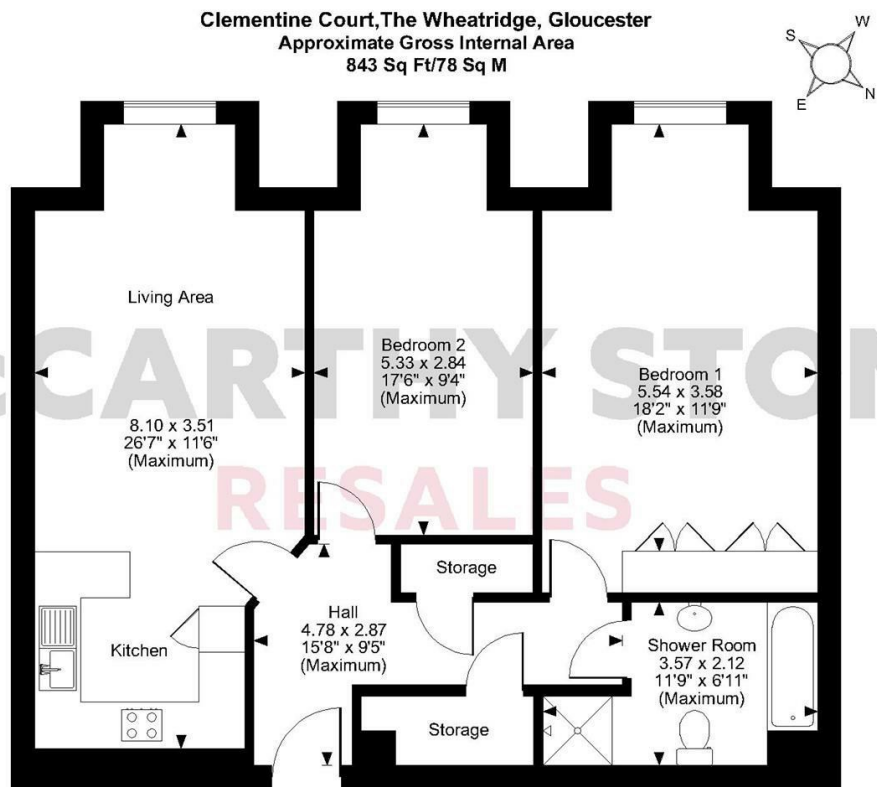 Clementine Court,The Wheatridge, Gloucester
Approximate Gross Internal Area
843 Sq Ft/78 Sq M
S
W
E
N
Living Area
8.10 x 3.51
26'7" x 11'6"
(Maximum)
Bedroom 2
5.33 x 2.84
17'6" x 9'4"
(Maximum)
Bedroom 1
5.54 x 3.58
18'2" x 11'9"
(Maximum)
cCARTHY STON
RESALES
Storage
Kitchen
Hall
4.78 x 2.87
15'8" x 9'5"
(Maximum)
Shower Room
3.57 x 2.12
11'9" x 6'11"
(Maximum)
Storage